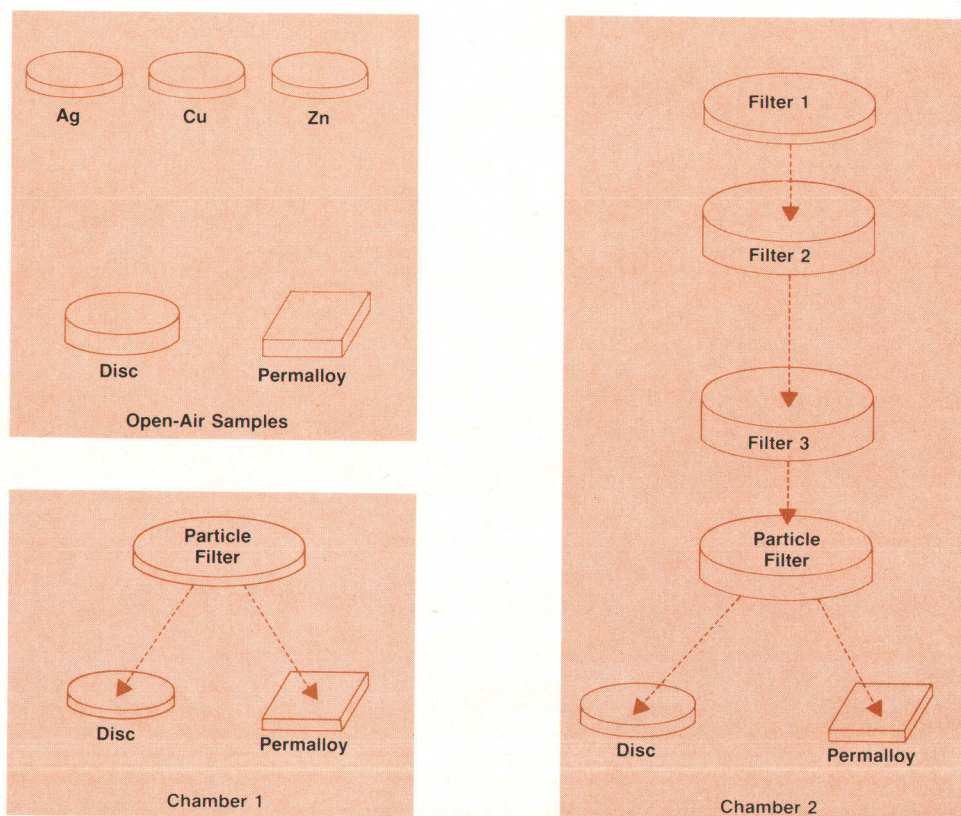 Ag
Cu
Zn
Disc
Permalloy
Open-Air Samples
Particle
Filter
Disc
Permalloy
Chamber 1
Filter 1
Filter 2
Filter 3
Particle
Filter
Disc
Permalloy
Chamber 2